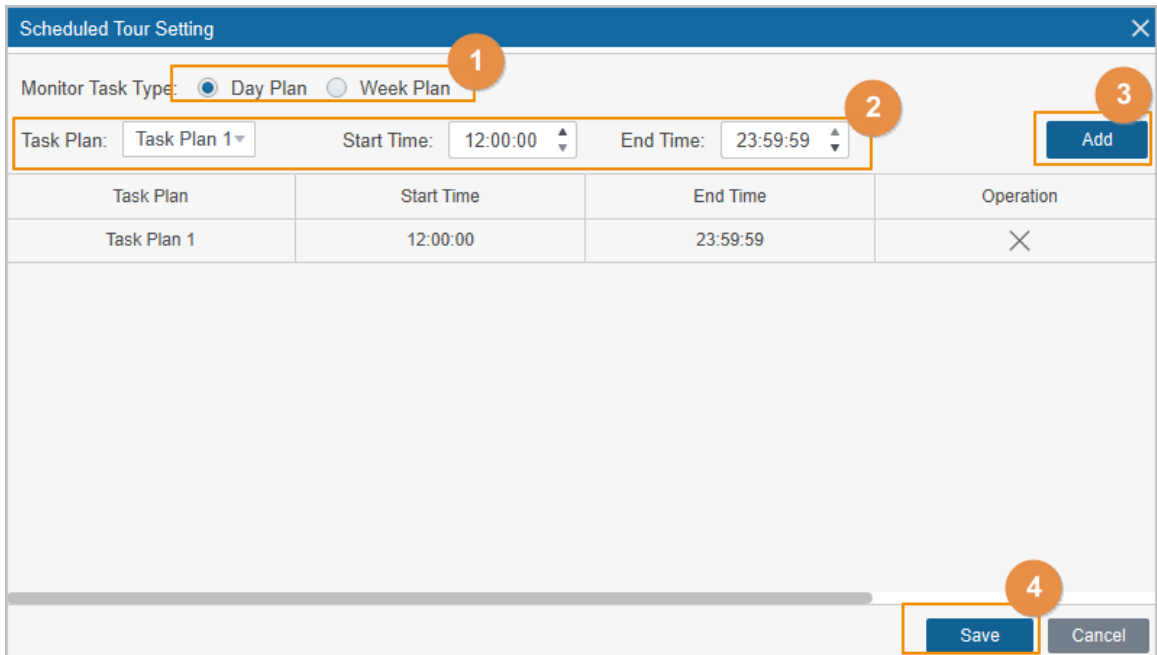 Scheduled Tour Setting
1
Monitor Task Type: Day Plan Week Plan
2
3
Task Plan: Task Plan 1 Start Time: 12:00:00 End Time: 23:59:59 Add
Task Plan Start Time End Time Operation
Task Plan 1 12:00:00 23:59:59
4
Save Cancel